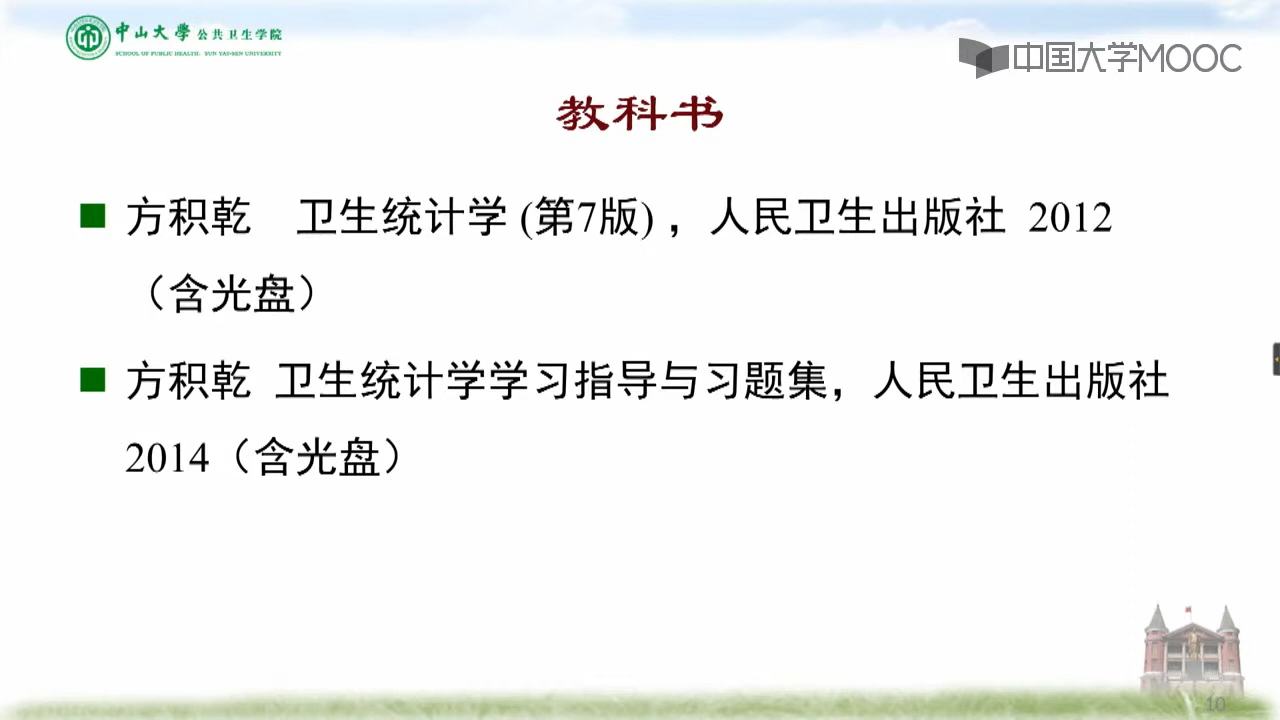 中山大學 公共卫生学院
SCHOOL OF PUBLIC HEALTH, SUN YAT-SEN UNIVERSITY
中国大学MOOC
教科书
方积乾 卫生统计学 (第7版) ，人民卫生出版社 2012
（含光盘）
方积乾 卫生统计学学习指导与习题集，人民卫生出版社
2014（含光盘）
10